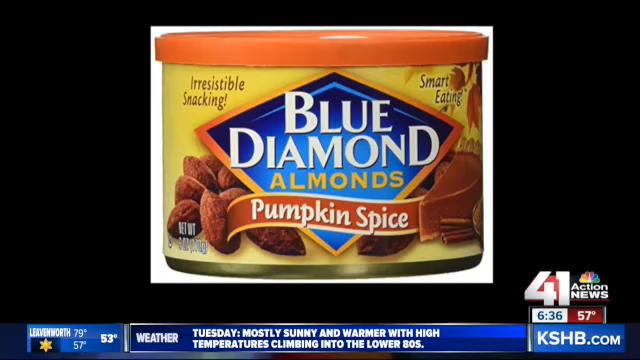 Irresistible
Snacking!
Smart
Eating!
BLUE
DIAMOND
ALMONDS
Pumpkin Spice
NET WT
41
Action
NEWS
6:36 57°
LEAVENWORTH 79°
57°
53°
WEATHER
TUESDAY: MOSTLY SUNNY AND WARMER WITH HIGH
TEMPERATURES CLIMBING INTO THE LOWER 80S.
KSHB.com